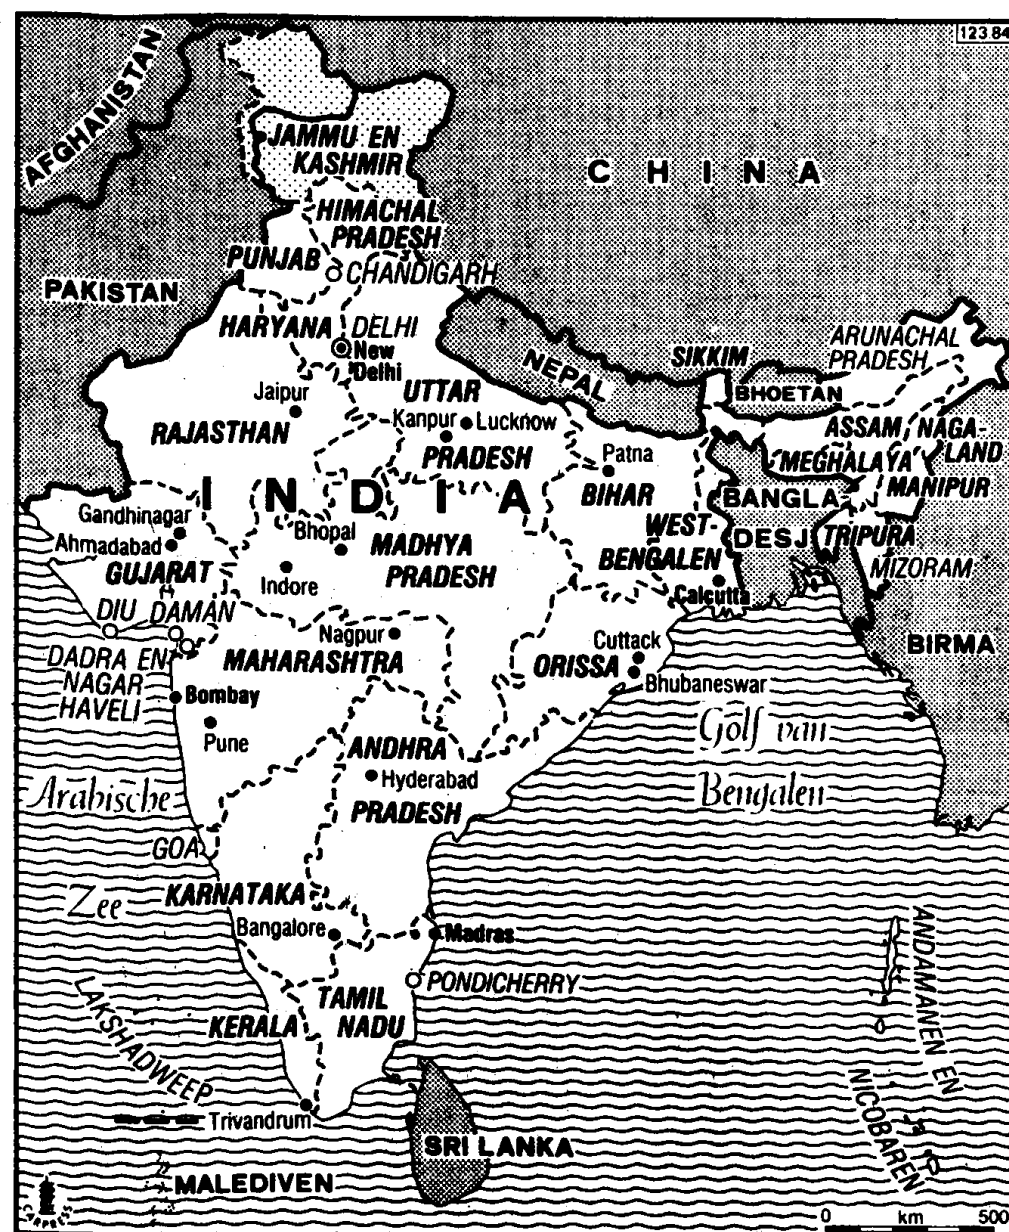 123.84
AFGHANISTAN
JAMMU EN
KASHMIR
CHINA
HIMACHAL
PRADESH
PUNJAB
CHANDIGARH
PAKISTAN
HARYANA
DELHI
New
Delhi
NEPAL
SIKKIM
ARUNACHAL
PRADESH
BHOETAN
Jaipur
UTTAR
Kanpur
Lucknow
PRADESH
RAJASTHAN
ASSAM
NAGA-
LAND
Patna
MEGHALAYA
MANIPUR
BIHAR
BANGLA
DESJ
INDIA
Gandhinagar
Ahmadabad
GUJARAT
Bhopal
MADHYA
PRADESH
Indore
WEST-
BENGALEN
Calcutta
TRIPURA
MIZORAM
DIU
DAMAN
DADRA EN
NAGAR
HAVELI
Nagpur
MAHARASHTRA
Cuttack
ORISSA
Bhubaneswar
BIRMA
Bombay
Pune
ANDHRA
Hyderabad
PRADESH
Golf van
Bengalen
Arabische
Zee
GOA
KARNATAKA
Bangalore
Madras
PONDICHERRY
TAMIL
NADU
KERALA
LAKSHADWEEP
Trivandrum
ANDAMANEN EN
NICOBAREN
SRI LANKA
MALEDIVEN
CARPRESS
0 km 500